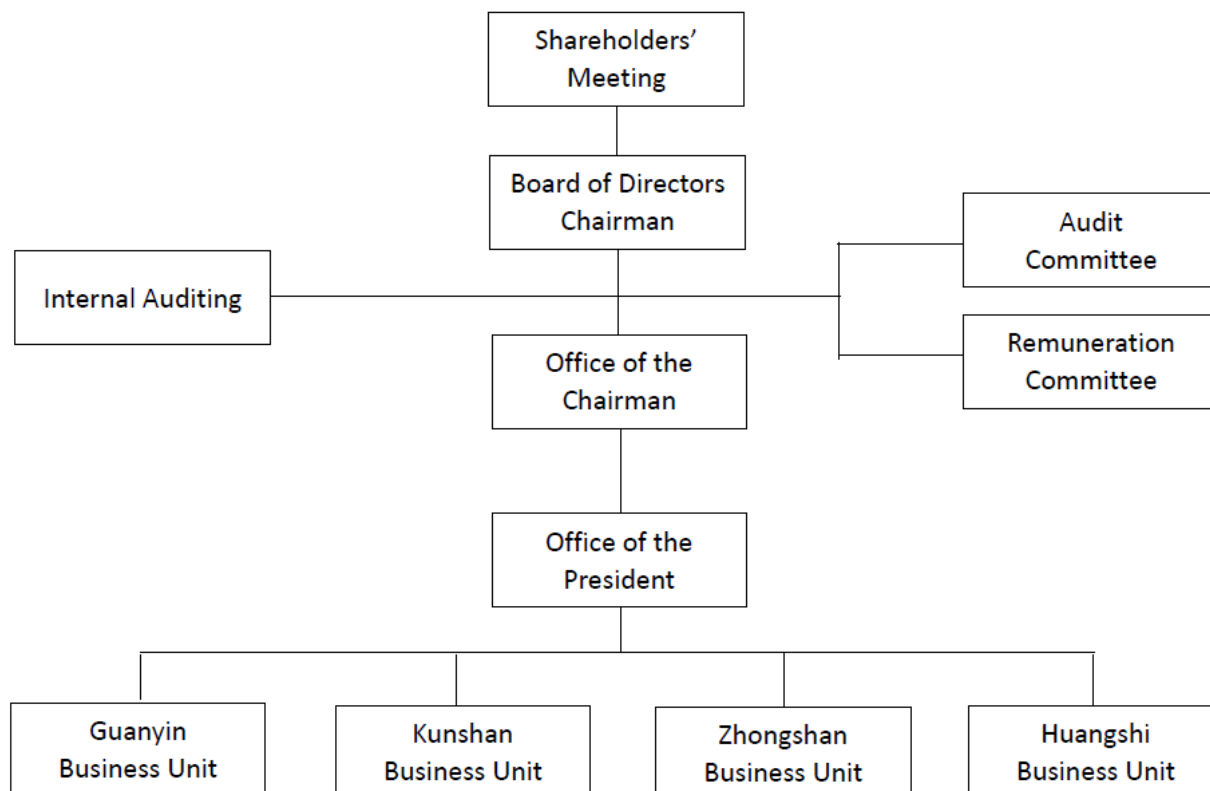 Shareholders’
Meeting
Board of Directors
Chairman
Audit
Committee
Internal Auditing
Remuneration
Committee
Office of the
Chairman
Office of the
President
Guanyin
Business Unit
Kunshan
Business Unit
Zhongshan
Business Unit
Huangshi
Business Unit